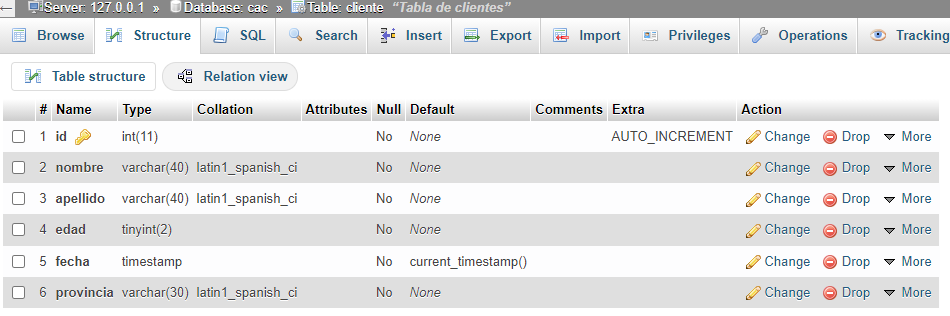 Server: 127.0.0.1 » Database: cac » Table: cliente “Tabla de clientes”
Browse Structure SQL Search Insert Export Import Privileges Operations Tracking
Table structure Relation view
# Name Type Collation Attributes Null Default Comments Extra Action
1 id int(11) No None AUTO_INCREMENT Change Drop More
2 nombre varchar(40) latin1_spanish_ci No None Change Drop More
3 apellido varchar(40) latin1_spanish_ci No None Change Drop More
4 edad tinyint(2) No None Change Drop More
5 fecha timestamp No current_timestamp() Change Drop More
6 provincia varchar(30) latin1_spanish_ci No None Change Drop More